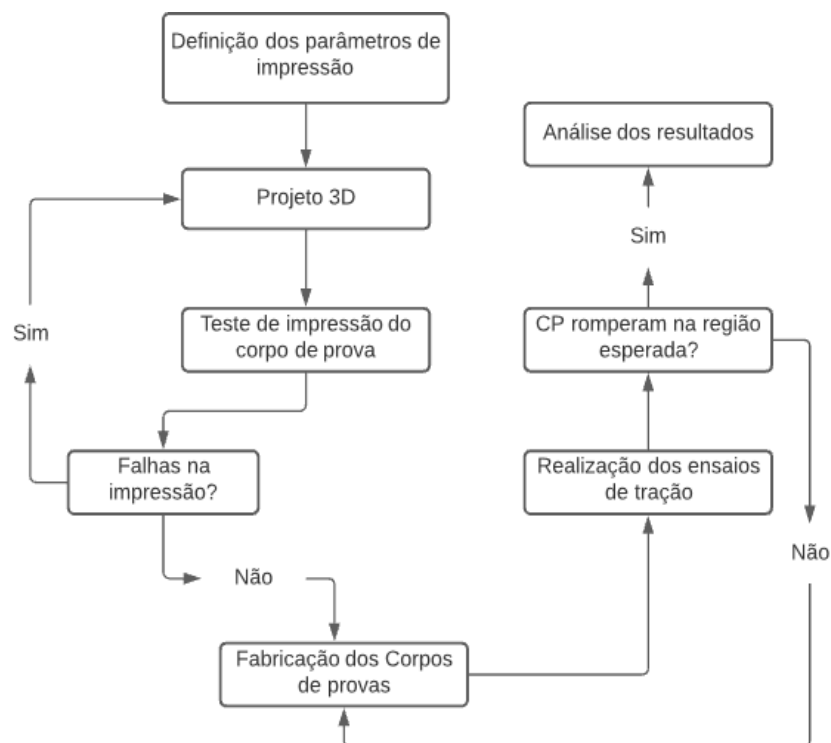 Definição dos parâmetros de
impressão
Projeto 3D
Teste de impressão do
corpo de prova
Falhas na
impressão?
Sim
Não
Fabricação dos Corpos
de provas
Realização dos ensaios
de tração
CP romperam na região
esperada?
Sim
Não
Análise dos resultados